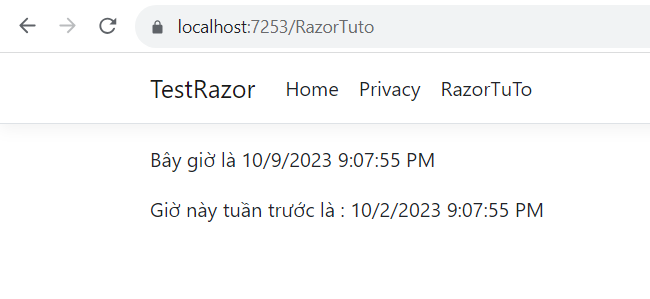 localhost:7253/RazorTuto
TestRazor Home Privacy RazorTuTo
Bây giờ là 10/9/2023 9:07:55 PM
Giờ này tuần trước là : 10/2/2023 9:07:55 PM